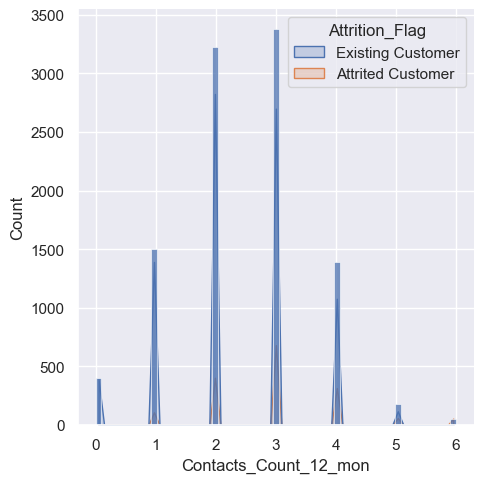 Attrition_Flag
Existing Customer
Attrited Customer
3500
3000
2500
2000
1500
1000
500
0
Count
0 1 2 3 4 5 6
Contacts_Count_12_mon